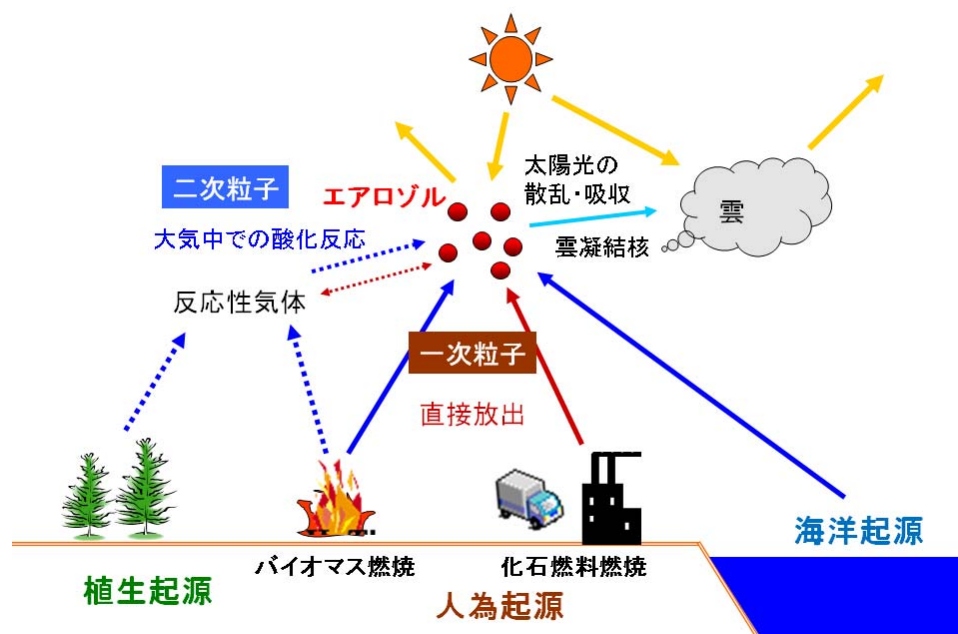 太陽光の
散乱・吸収
二次粒子
エアロゾル
雲
大気中での酸化反応
雲凝結核
反応性気体
一次粒子
直接放出
海洋起源
バイオマス燃焼
化石燃料燃焼
植生起源
人為起源